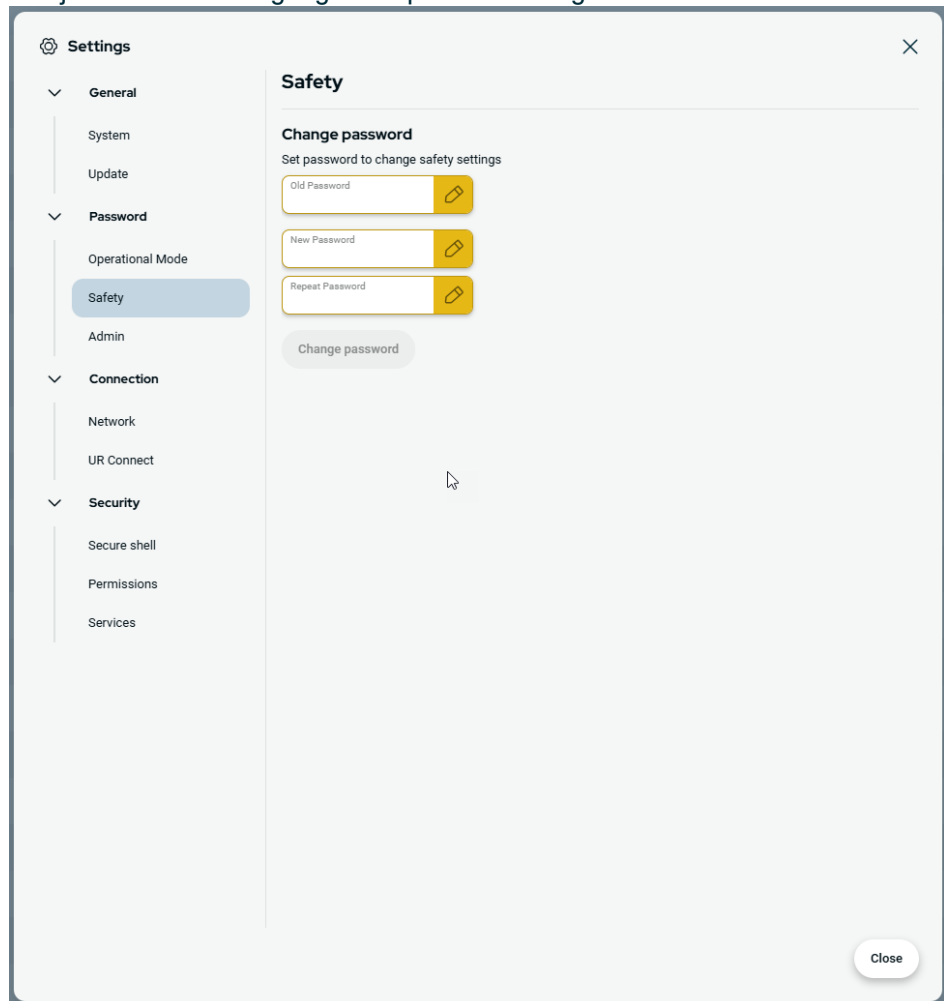 Settings
General
System
Update
Password
Operational Mode
Safety
Admin
Connection
Network
UR Connect
Security
Secure shell
Permissions
Services
Safety
Change password
Set password to change safety settings
Old Password
New Password
Repeat Password
Change password
Close